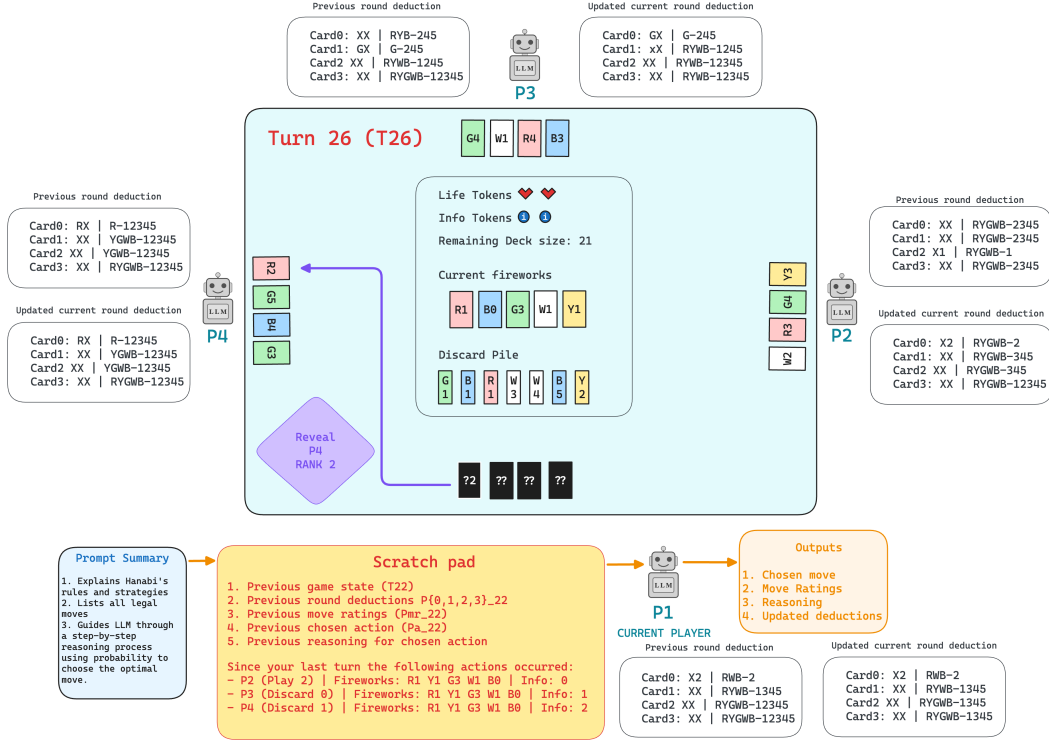 Previous round deduction
Card0: XX | RYB-245
Card1: GX | G-245
Card2 XX | RYWB-1245
Card3: XX | RYGWB-12345
LLM
P3
Updated current round deduction
Card0: GX | G-245
Card1: xX | RYWB-1245
Card2 XX | RYWB-12345
Card3: XX | RYGWB-12345
Turn 26 (T26)
G4 W1 R4 B3
Life Tokens
Info Tokens i i
Remaining Deck size: 21
Current fireworks
R1 B0 G3 W1 Y1
Discard Pile
G1 B1 R1 W3 W4 B5 Y2
Previous round deduction
Card0: RX | R-12345
Card1: XX | YGWB-12345
Card2 XX | YGWB-12345
Card3: XX | RYGWB-12345
LLM
P4
Updated current round deduction
Card0: RX | R-12345
Card1: XX | YGWB-12345
Card2 XX | YGWB-12345
Card3: XX | RYGWB-12345
R2
G5
B4
G3
Reveal
P4
RANK 2
?2 ?? ?? ??
Y3
G4
R3
W2
Previous round deduction
Card0: XX | RYGWB-2345
Card1: XX | RYGWB-2345
Card2 X1 | RYGWB-1
Card3: XX | RYGWB-2345
LLM
P2
Updated current round deduction
Card0: X2 | RYGWB-2
Card1: XX | RYGWB-345
Card2 XX | RYGWB-345
Card3: XX | RYGWB-12345
Prompt Summary
1. Explains Hanabi's
rules and strategies
2. Lists all legal
moves
3. Guides LLM through
a step-by-step
reasoning process
using probability to
choose the optimal
move.
Scratch pad
1. Previous game state (T22)
2. Previous round deductions P{0,1,2,3}_22
3. Previous move ratings (Pmr_22)
4. Previous chosen action (Pa_22)
5. Previous reasoning for chosen action
Since your last turn the following actions occurred:
- P2 (Play 2) | Fireworks: R1 Y1 G3 W1 B0 | Info: 0
- P3 (Discard 0) | Fireworks: R1 Y1 G3 W1 B0 | Info: 1
- P4 (Discard 1) | Fireworks: R1 Y1 G3 W1 B0 | Info: 2
LLM
P1
CURRENT PLAYER
Outputs
1. Chosen move
2. Move Ratings
3. Reasoning
4. Updated deductions
Previous round deduction
Card0: X2 | RWB-2
Card1: XX | RYWB-1345
Card2 XX | RYGWB-12345
Card3: XX | RYGWB-12345
Updated current round deduction
Card0: X2 | RWB-2
Card1: XX | RYWB-1345
Card2 XX | RYGWB-1345
Card3: XX | RYGWB-1345